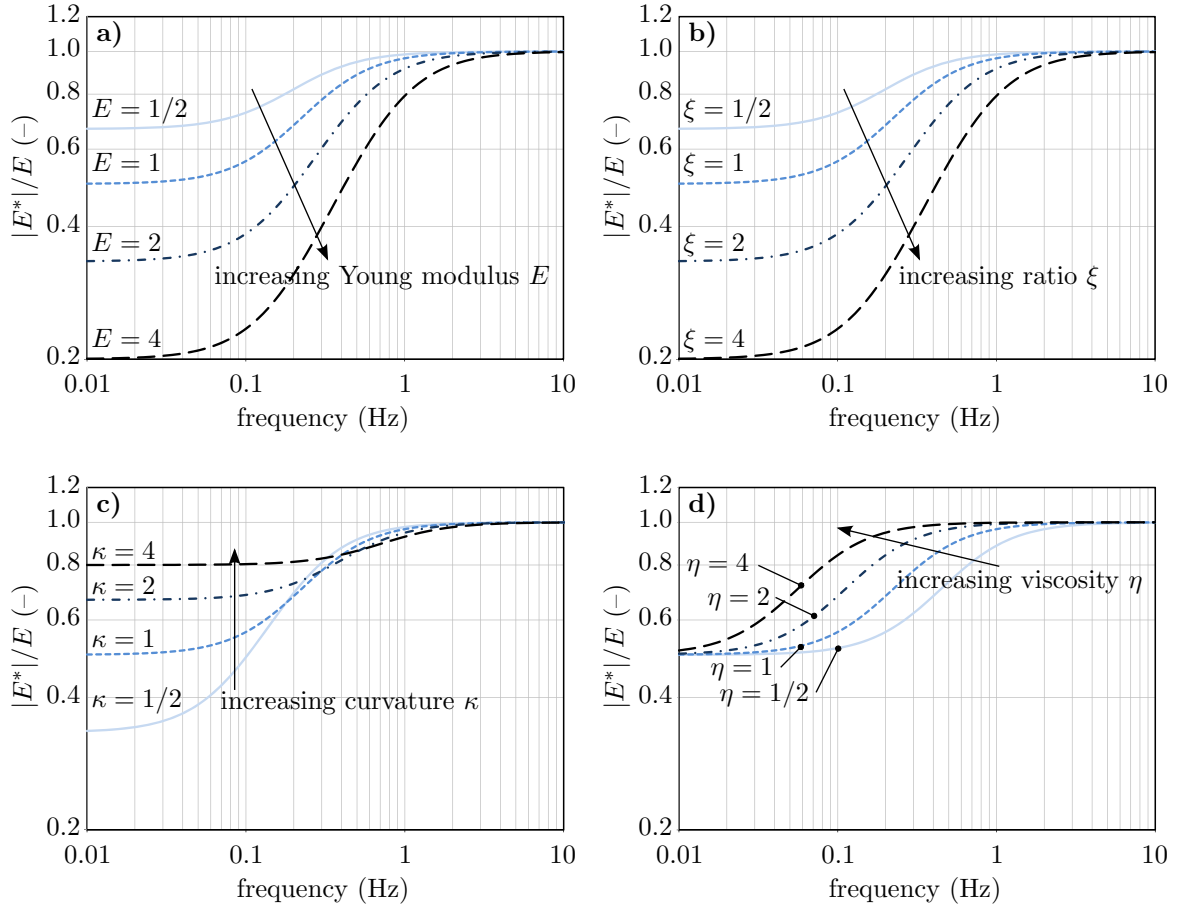 a)
|E*|/E (–)
1.2
1.0
0.8
0.6
0.4
0.2
E = 1/2
E = 1
E = 2
increasing Young modulus E
E = 4
0.01 0.1 1 10
frequency (Hz)
b)
|E*|/E (–)
1.2
1.0
0.8
0.6
0.4
0.2
ξ = 1/2
ξ = 1
ξ = 2
increasing ratio ξ
ξ = 4
0.01 0.1 1 10
frequency (Hz)
c)
|E*|/E (–)
1.2
1.0
0.8
0.6
0.4
0.2
κ = 4
κ = 2
κ = 1
κ = 1/2
increasing curvature κ
0.01 0.1 1 10
frequency (Hz)
d)
|E*|/E (–)
1.2
1.0
0.8
0.6
0.4
0.2
η = 4
increasing viscosity η
η = 2
η = 1
η = 1/2
0.01 0.1 1 10
frequency (Hz)